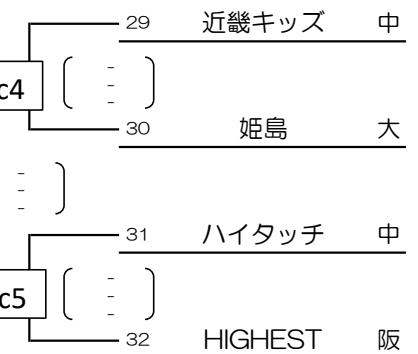 29 近畿キッズ 中
c4
- - -
30 姫島 大
- - -
31 ハイタッチ 中
c5
- - -
32 HIGHEST 阪